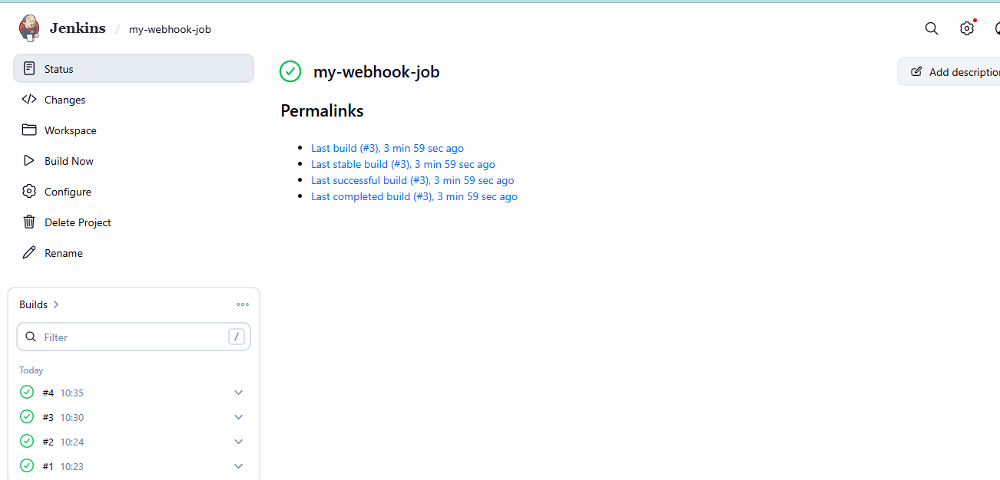 Jenkins / my-webhook-job
Status
Changes
Workspace
Build Now
Configure
Delete Project
Rename
my-webhook-job
Add descriptio
Permalinks
Last build (#3), 3 min 59 sec ago
Last stable build (#3), 3 min 59 sec ago
Last successful build (#3), 3 min 59 sec ago
Last completed build (#3), 3 min 59 sec ago
Builds
Filter /
Today
#4 10:35
#3 10:30
#2 10:24
#1 10:23